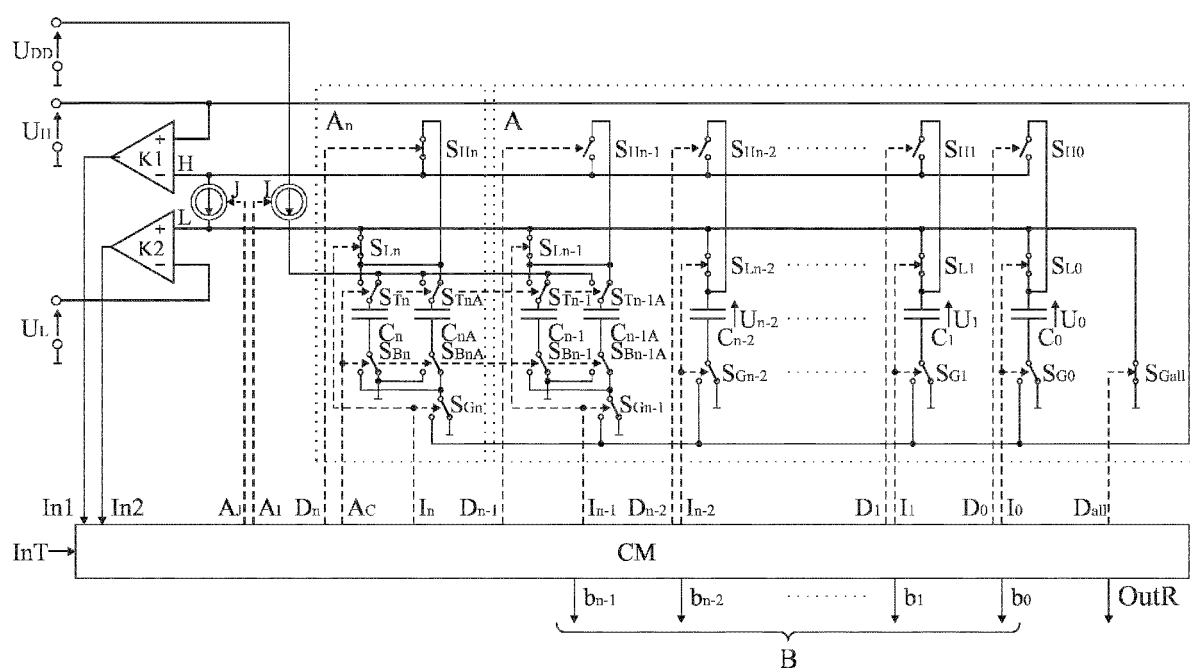 UDD
UH
An
A
SHn
SHn-1
SHn-2
SH1
SH0
K1
+
-
H
J
I
L
K2
+
-
SLn
SLn-1
SLn-2
SL1
SL0
STn
STnA
STn-1
STn-1A
UL
Cn
CnA
Cn-1
Cn-1A
Cn-2
Un-2
C1
U1
C0
U0
SBn
SBnA
SBn-1
SBn-1A
SGn
SGn-1
SGn-2
SG1
SG0
SGall
In1 In2 AJ AI Dn AC In Dn-1 In-1 Dn-2 In-2 D1 I1 D0 I0 Dall
InT
CM
bn-1 bn-2 b1 b0 OutR
B